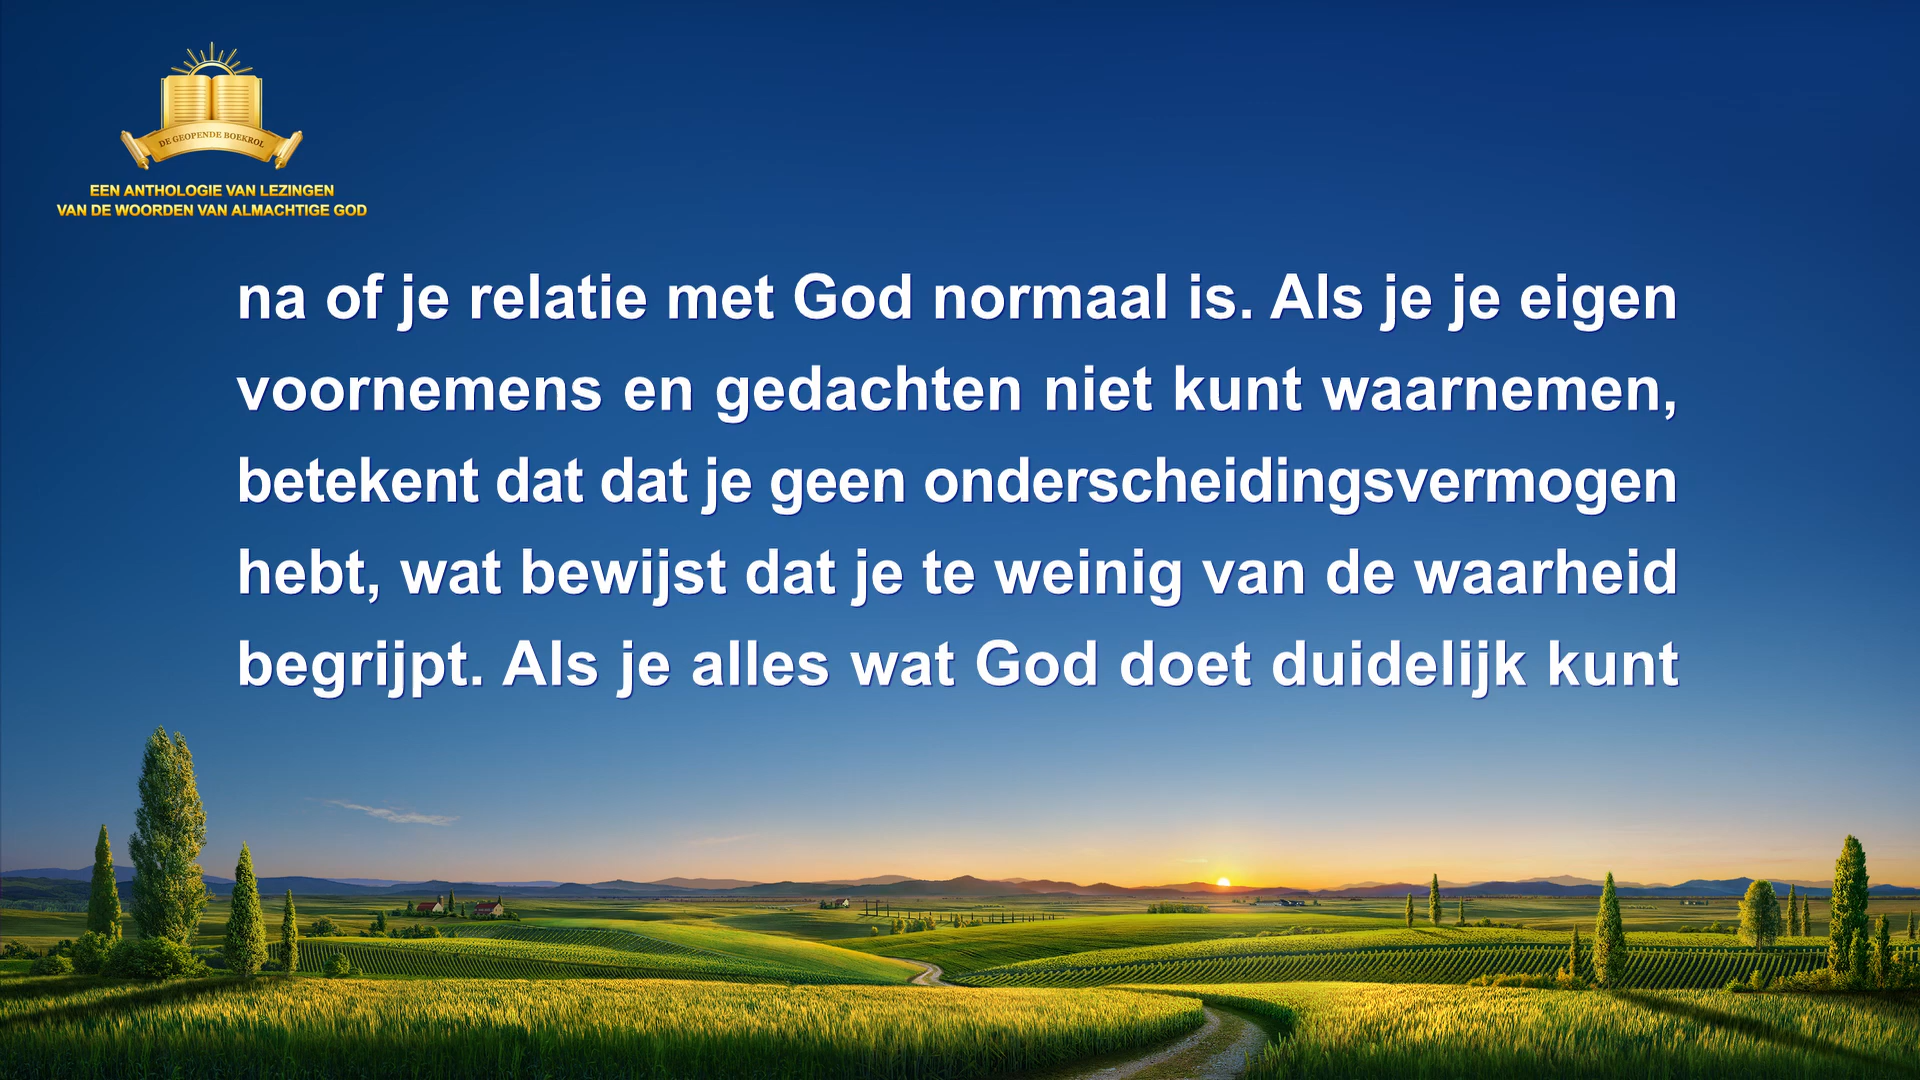 DE GEOPENDE BOEKROL
EEN ANTHOLOGIE VAN LEZINGEN
VAN DE WOORDEN VAN ALMACHTIGE GOD
na of je relatie met God normaal is. Als je je eigen
voornemens en gedachten niet kunt waarnemen,
betekent dat dat je geen onderscheidingsvermogen
hebt, wat bewijst dat je te weinig van de waarheid
begrijpt. Als je alles wat God doet duidelijk kunt